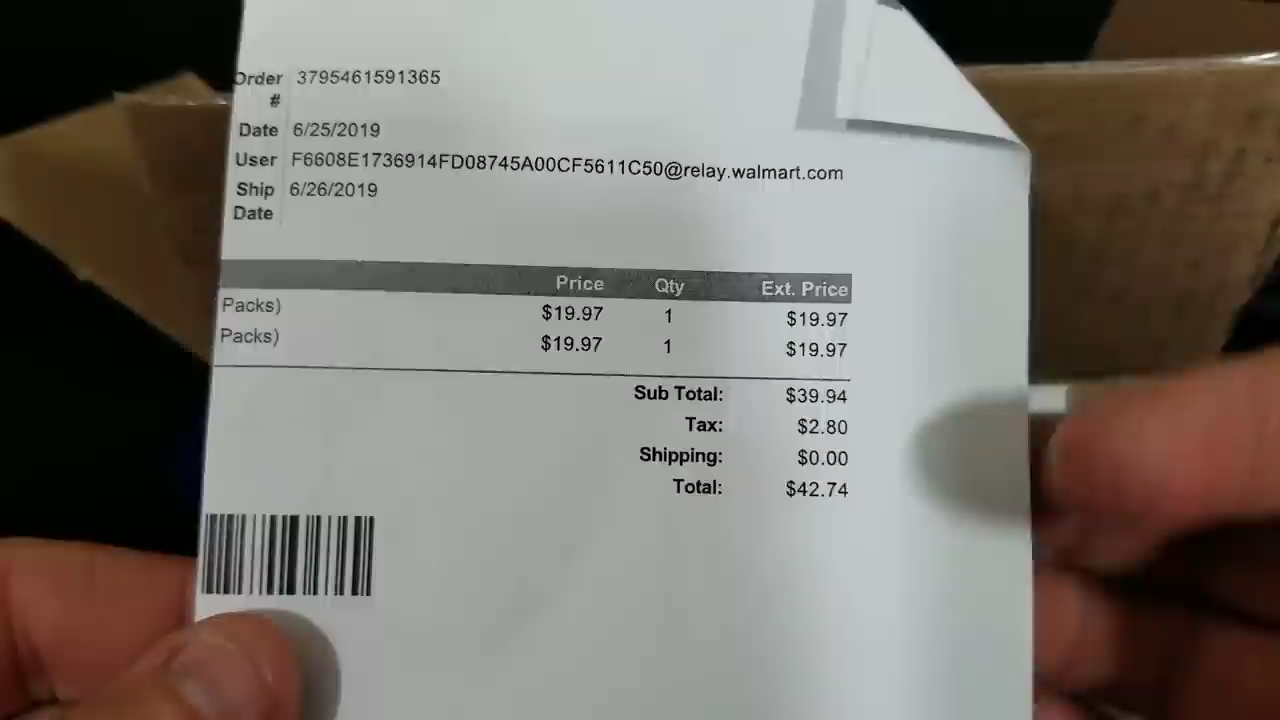 Order # 3795461591365
Date 6/25/2019
User F6608E1736914FD08745A00CF5611C50@relay.walmart.com
Ship Date 6/26/2019
Price Qty Ext. Price
Packs) $19.97 1 $19.97
Packs) $19.97 1 $19.97
Sub Total: $39.94
Tax: $2.80
Shipping: $0.00
Total: $42.74